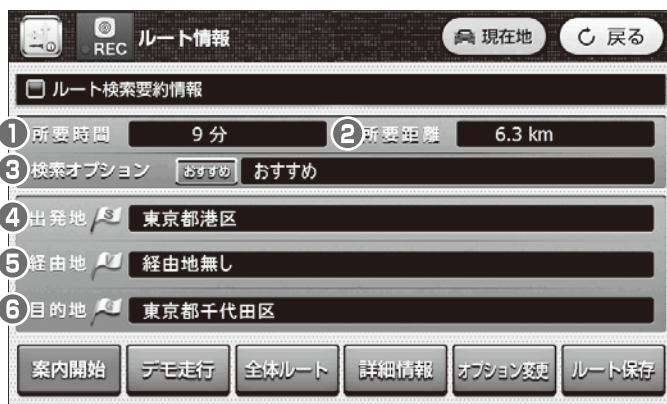 REC ルート情報 現在地 戻る
ルート検索要約情報
1 所要時間 9 分 2 所要距離 6.3 km
3 検索オプション おすすめ おすすめ
4 出発地 S 東京都港区
5 経由地 経由地無し
6 目的地 G 東京都千代田区
案内開始 デモ走行 全体ルート 詳細情報 オプション変更 ルート保存